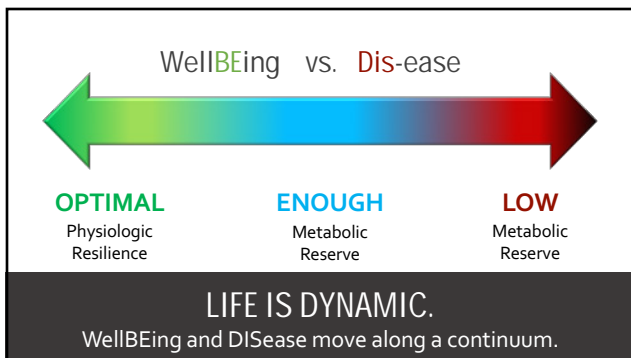 WellBEing vs. Dis-ease
OPTIMAL ENOUGH LOW
Physiologic Metabolic Metabolic
Resilience Reserve Reserve
LIFE IS DYNAMIC.
WellBEing and DISease move along a continuum.